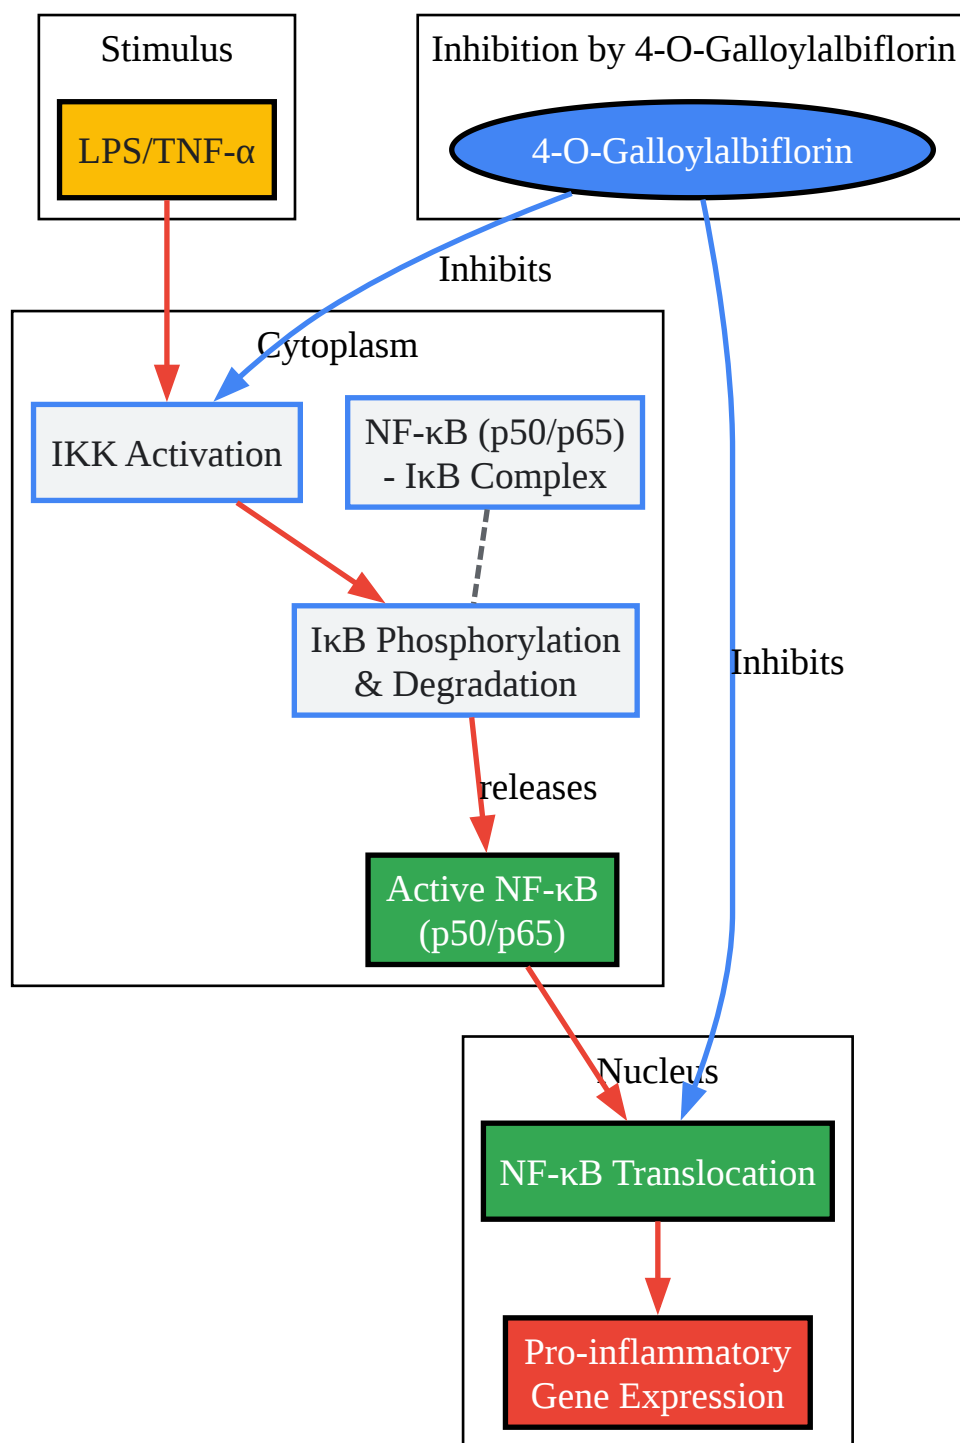 Stimulus
LPS/TNF-α
Inhibition by 4-O-Galloylalbiflorin
4-O-Galloylalbiflorin
Inhibits
Cytoplasm
IKK Activation
NF-κB (p50/p65)
- IκB Complex
IκB Phosphorylation
& Degradation
Inhibits
releases
Active NF-κB
(p50/p65)
Nucleus
NF-κB Translocation
Pro-inflammatory
Gene Expression